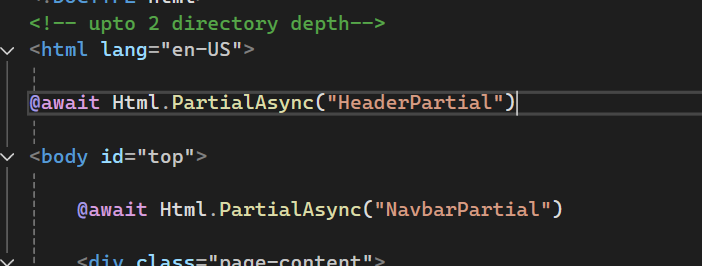 <!-- upto 2 directory depth-->
<html lang="en-US">
@await Html.PartialAsync("HeaderPartial")
<body id="top">
@await Html.PartialAsync("NavbarPartial")
<div class="page-content">